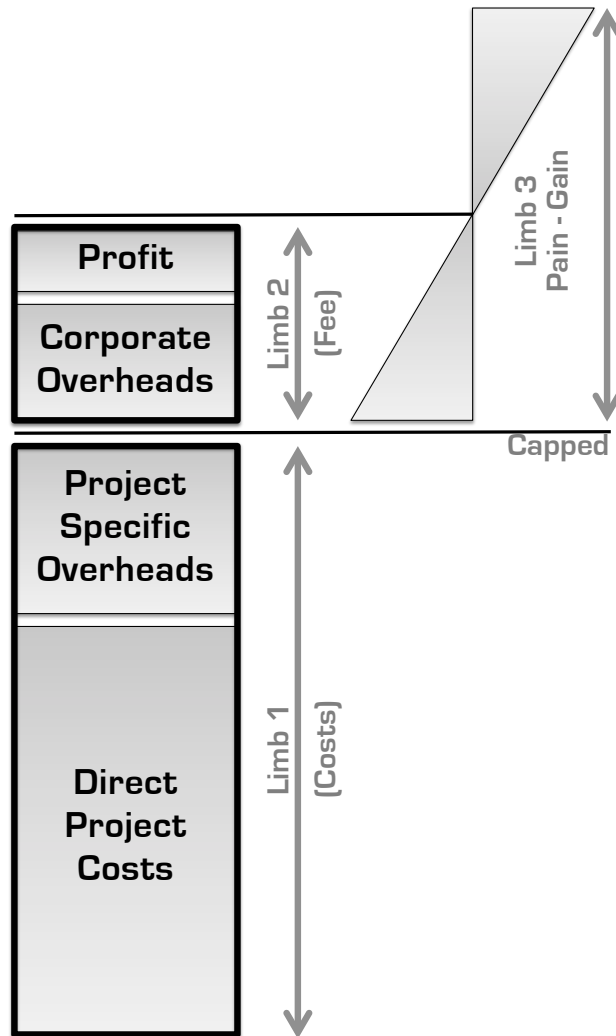 Profit
Corporate
Overheads
Limb 2
(Fee)
Limb 3
Pain - Gain
Capped
Project
Specific
Overheads
Direct
Project
Costs
Limb 1
(Costs)